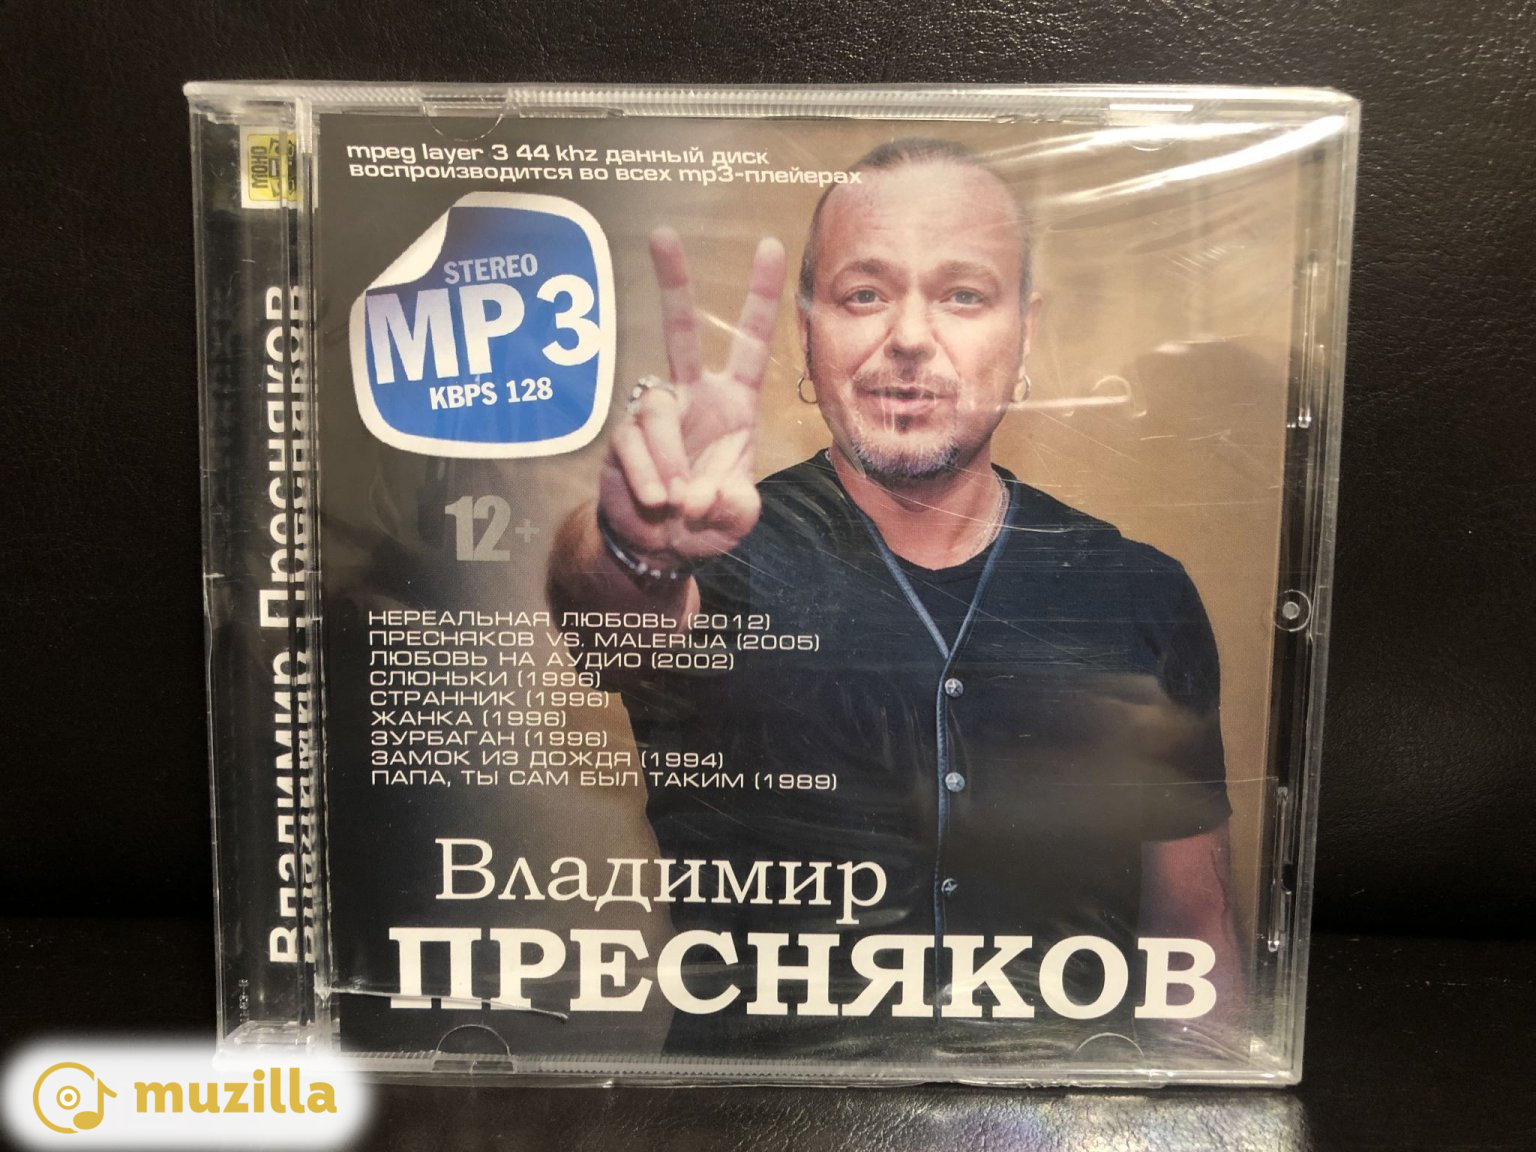 mpeg layer 3 44 khz данный диск
воспроизводится во всех mp3-плейерах
STEREO
MP3
KBPS 128
12+
НЕРЕАЛЬНАЯ ЛЮБОВЬ (2012)
ПРЕСНЯКОВ VS. MALERIJA (2005)
ЛЮБОВЬ НА АУДИО (2002)
СЛЮНЬКИ (1996)
СТРАННИК (1996)
ЖАНКА (1996)
ЗУРБАГАН (1996)
ЗАМОК ИЗ ДОЖДЯ (1994)
ПАПА, ТЫ САМ БЫЛ ТАКИМ (1989)
Владимир
ПРЕСНЯКОВ
Владимир Пресняков
МОНО
muzilla